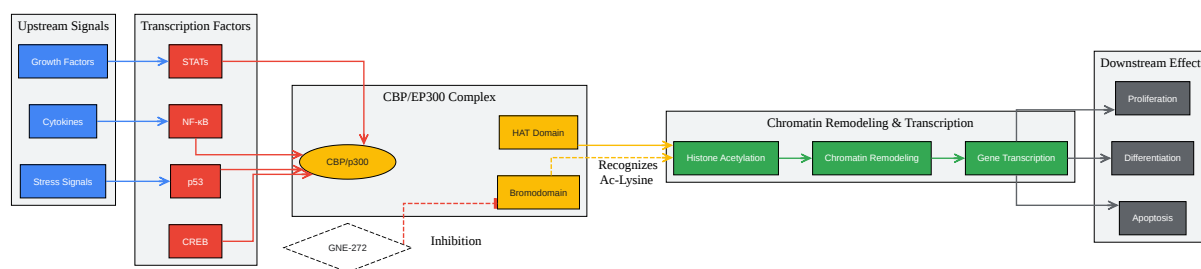 Upstream Signals
Growth Factors
Cytokines
Stress Signals
Transcription Factors
STATs
NF-κB
p53
CREB
CBP/EP300 Complex
CBP/p300
HAT Domain
Bromodomain
GNE-272
Inhibition
Recognizes
Ac-Lysine
Chromatin Remodeling & Transcription
Histone Acetylation
Chromatin Remodeling
Gene Transcription
Downstream Effect
Proliferation
Differentiation
Apoptosis